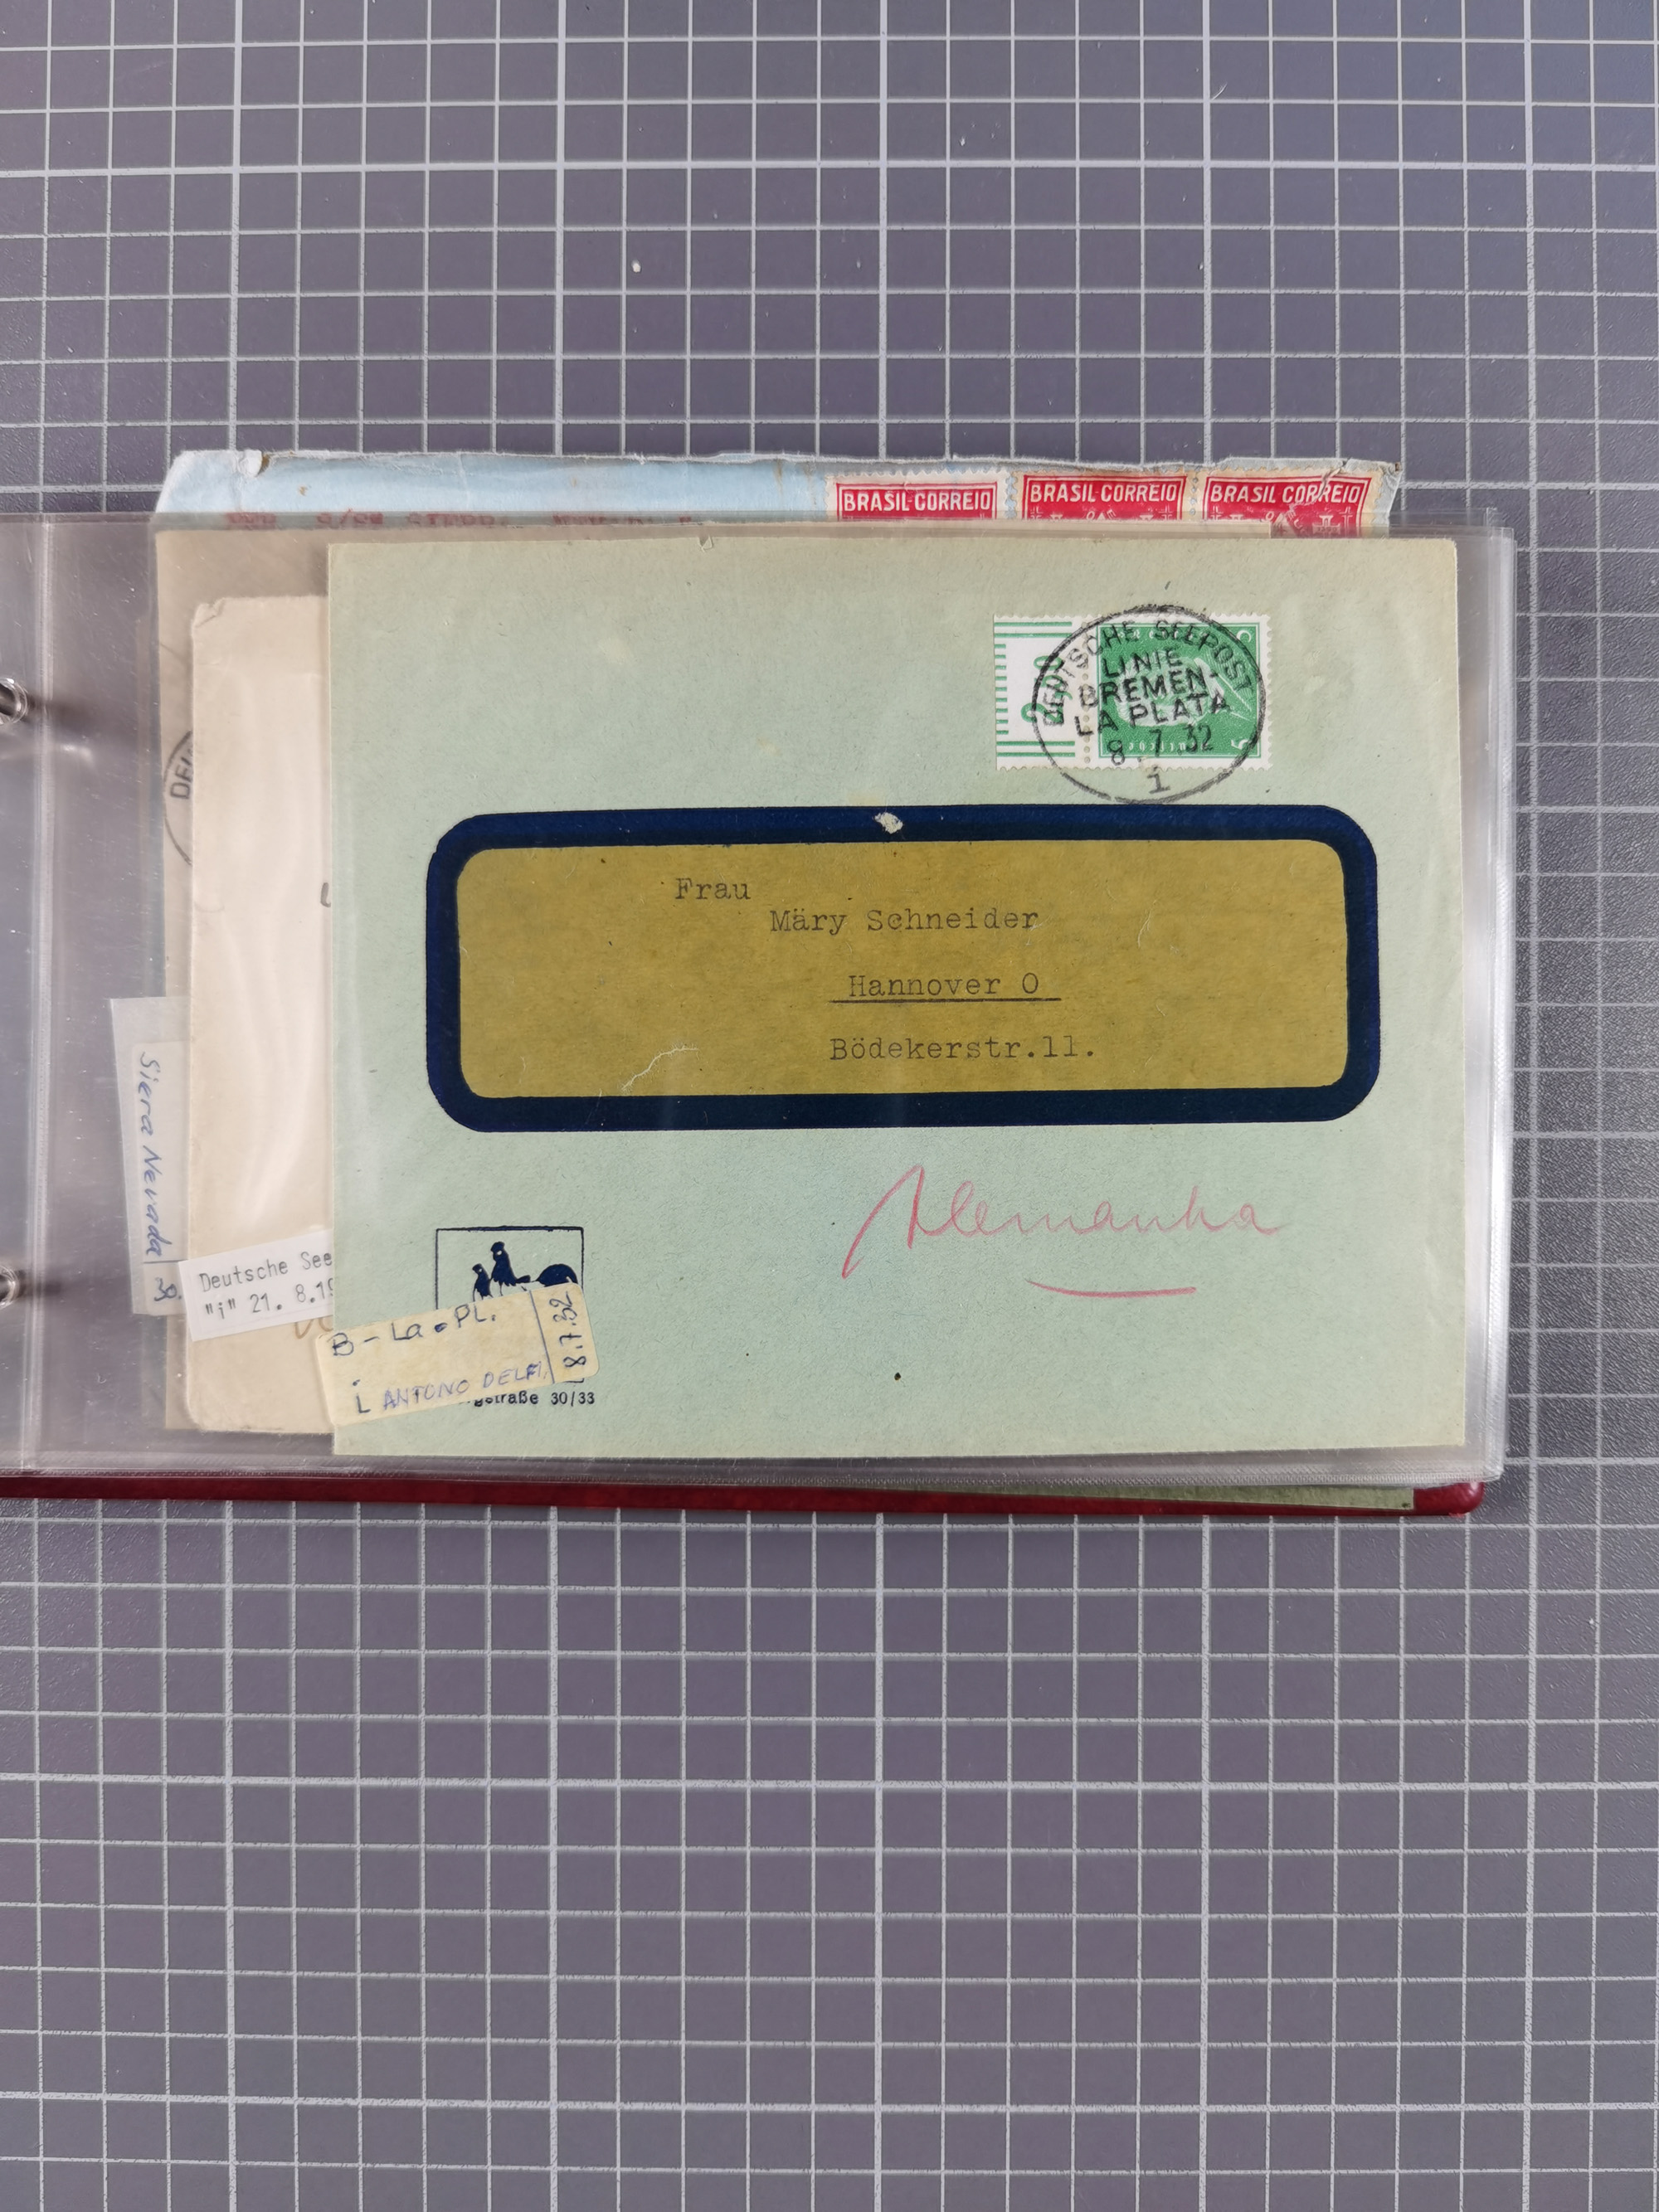 BRASIL CORREIO BRASIL CORREIO BRASIL CORREIO
DEUTSCHE SEEPOST
LINIE
BREMEN-
LA PLATA
8.7 32
i
Frau
Märy Schneider
Hannover O
Bödekerstr.11.
Alemanha
Siera Nevada
30.
Deutsche See
"i" 21. 8.19
B - La.PL.
8.7.32
i ANTONO DELFI
straße 30/33